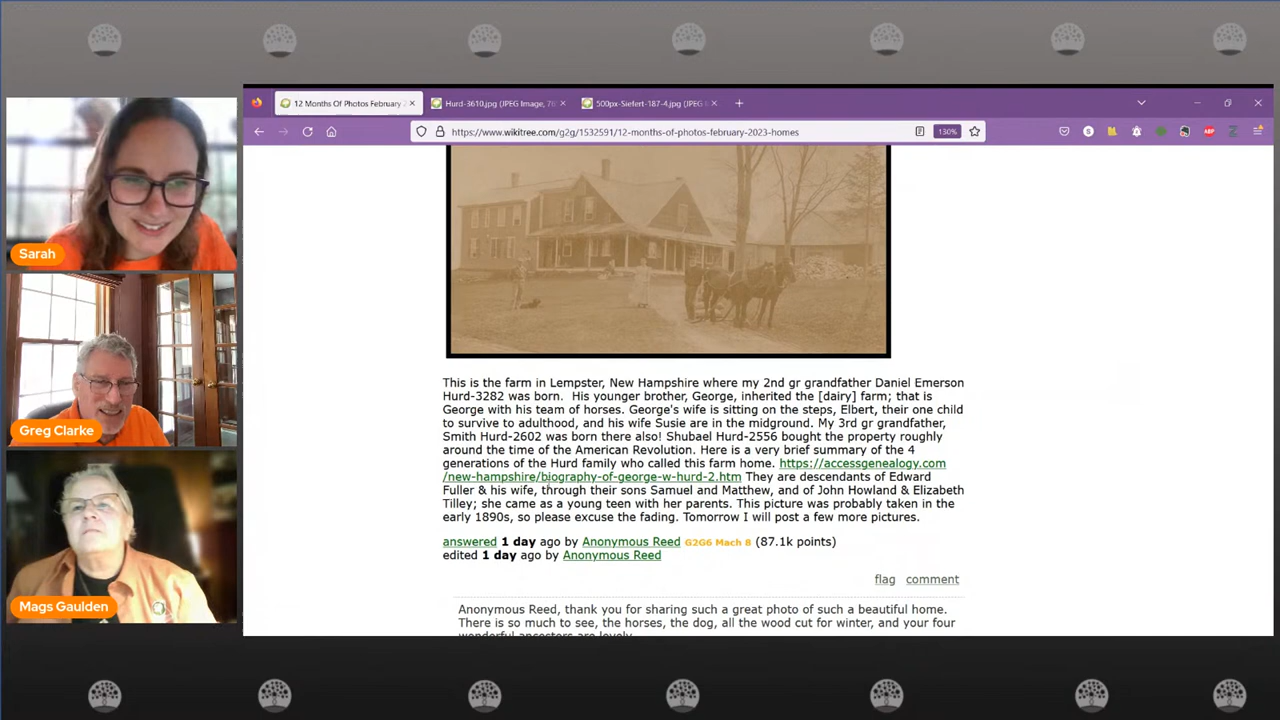 12 Months Of Photos February 2
Hurd-3610.jpg (JPEG Image, 78
500px-Siefert-187-4.jpg (JPEG
https://www.wikitree.com/g2g/1532591/12-months-of-photos-february-2023-homes
130%
Sarah
Greg Clarke
Mags Gaulden
This is the farm in Lempster, New Hampshire where my 2nd gr grandfather Daniel Emerson
Hurd-3282 was born. His younger brother, George, inherited the [dairy] farm; that is
George with his team of horses. George's wife is sitting on the steps, Elbert, their one child
to survive to adulthood, and his wife Susie are in the midground. My 3rd gr grandfather,
Smith Hurd-2602 was born there also! Shubael Hurd-2556 bought the property roughly
around the time of the American Revolution. Here is a very brief summary of the 4
generations of the Hurd family who called this farm home. https://accessgenealogy.com
/new-hampshire/biography-of-george-w-hurd-2.htm They are descendants of Edward
Fuller & his wife, through their sons Samuel and Matthew, and of John Howland & Elizabeth
Tilley; she came as a young teen with her parents. This picture was probably taken in the
early 1890s, so please excuse the fading. Tomorrow I will post a few more pictures.
answered 1 day ago by Anonymous Reed G2G6 Mach 8 (87.1k points)
edited 1 day ago by Anonymous Reed
flag comment
Anonymous Reed, thank you for sharing such a great photo of such a beautiful home.
There is so much to see, the horses, the dog, all the wood cut for winter, and your four
wonderful ancestors are lovely.